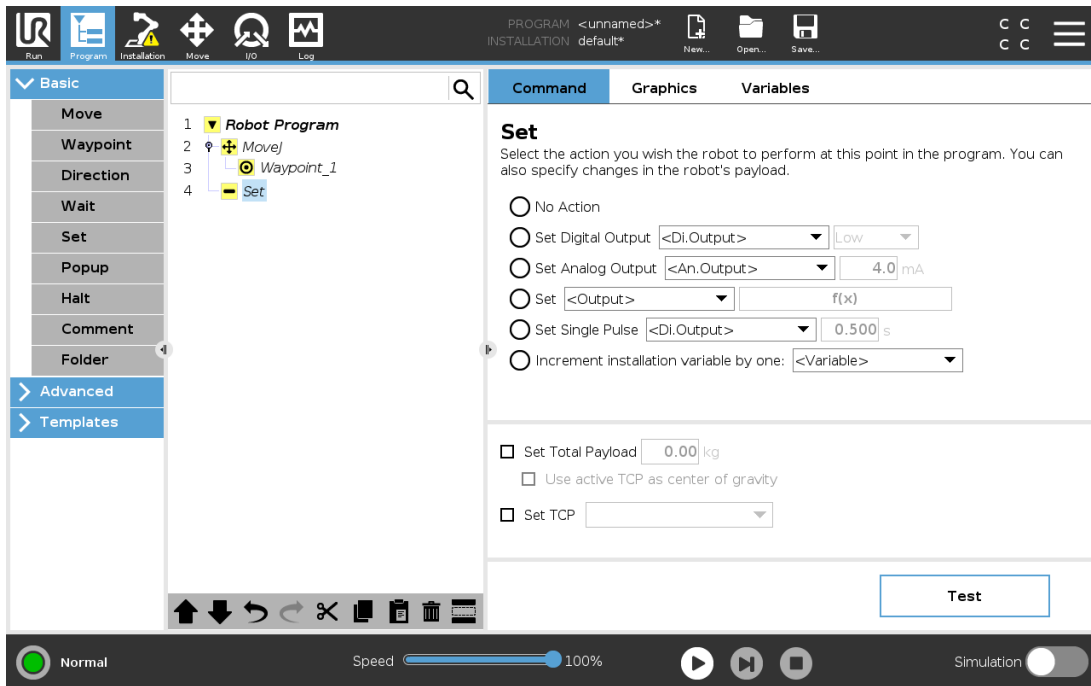 PROGRAM <unnamed>*
INSTALLATION default*
Run Program Installation Move I/O Log New... Open... Save...
C C
C C
Basic
Move
Waypoint
Direction
Wait
Set
Popup
Halt
Comment
Folder
Advanced
Templates
1 Robot Program
2 MoveJ
3 Waypoint_1
4 Set
Command Graphics Variables
Set
Select the action you wish the robot to perform at this point in the program. You can
also specify changes in the robot's payload.
No Action
Set Digital Output <Di.Output> Low
Set Analog Output <An.Output> 4.0 mA
Set <Output> f(x)
Set Single Pulse <Di.Output> 0.500 s
Increment installation variable by one: <Variable>
Set Total Payload 0.00 kg
Use active TCP as center of gravity
Set TCP
Test
Normal Speed 100% Simulation